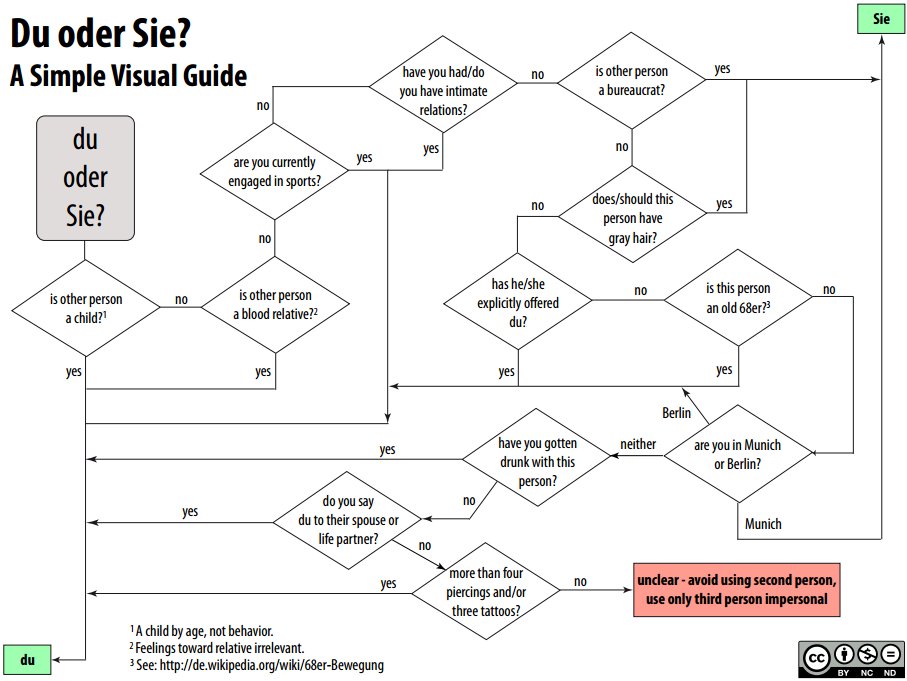 Du oder Sie?
A Simple Visual Guide
Sie
du
oder
Sie?
is other person
a child?1
no
yes
is other person
a blood relative?2
yes
no
are you currently
engaged in sports?
yes
no
have you had/do
you have intimate
relations?
yes
no
is other person
a bureaucrat?
yes
no
does/should this
person have
gray hair?
yes
no
has he/she
explicitly offered
du?
yes
no
is this person
an old 68er?3
yes
no
are you in Munich
or Berlin?
Berlin
Munich
neither
have you gotten
drunk with this
person?
yes
no
do you say
du to their spouse or
life partner?
yes
no
more than four
piercings and/or
three tattoos?
yes
no
unclear - avoid using second person,
use only third person impersonal
du
1 A child by age, not behavior.
2 Feelings toward relative irrelevant.
3 See: http://de.wikipedia.org/wiki/68er-Bewegung
cc
BY NC ND